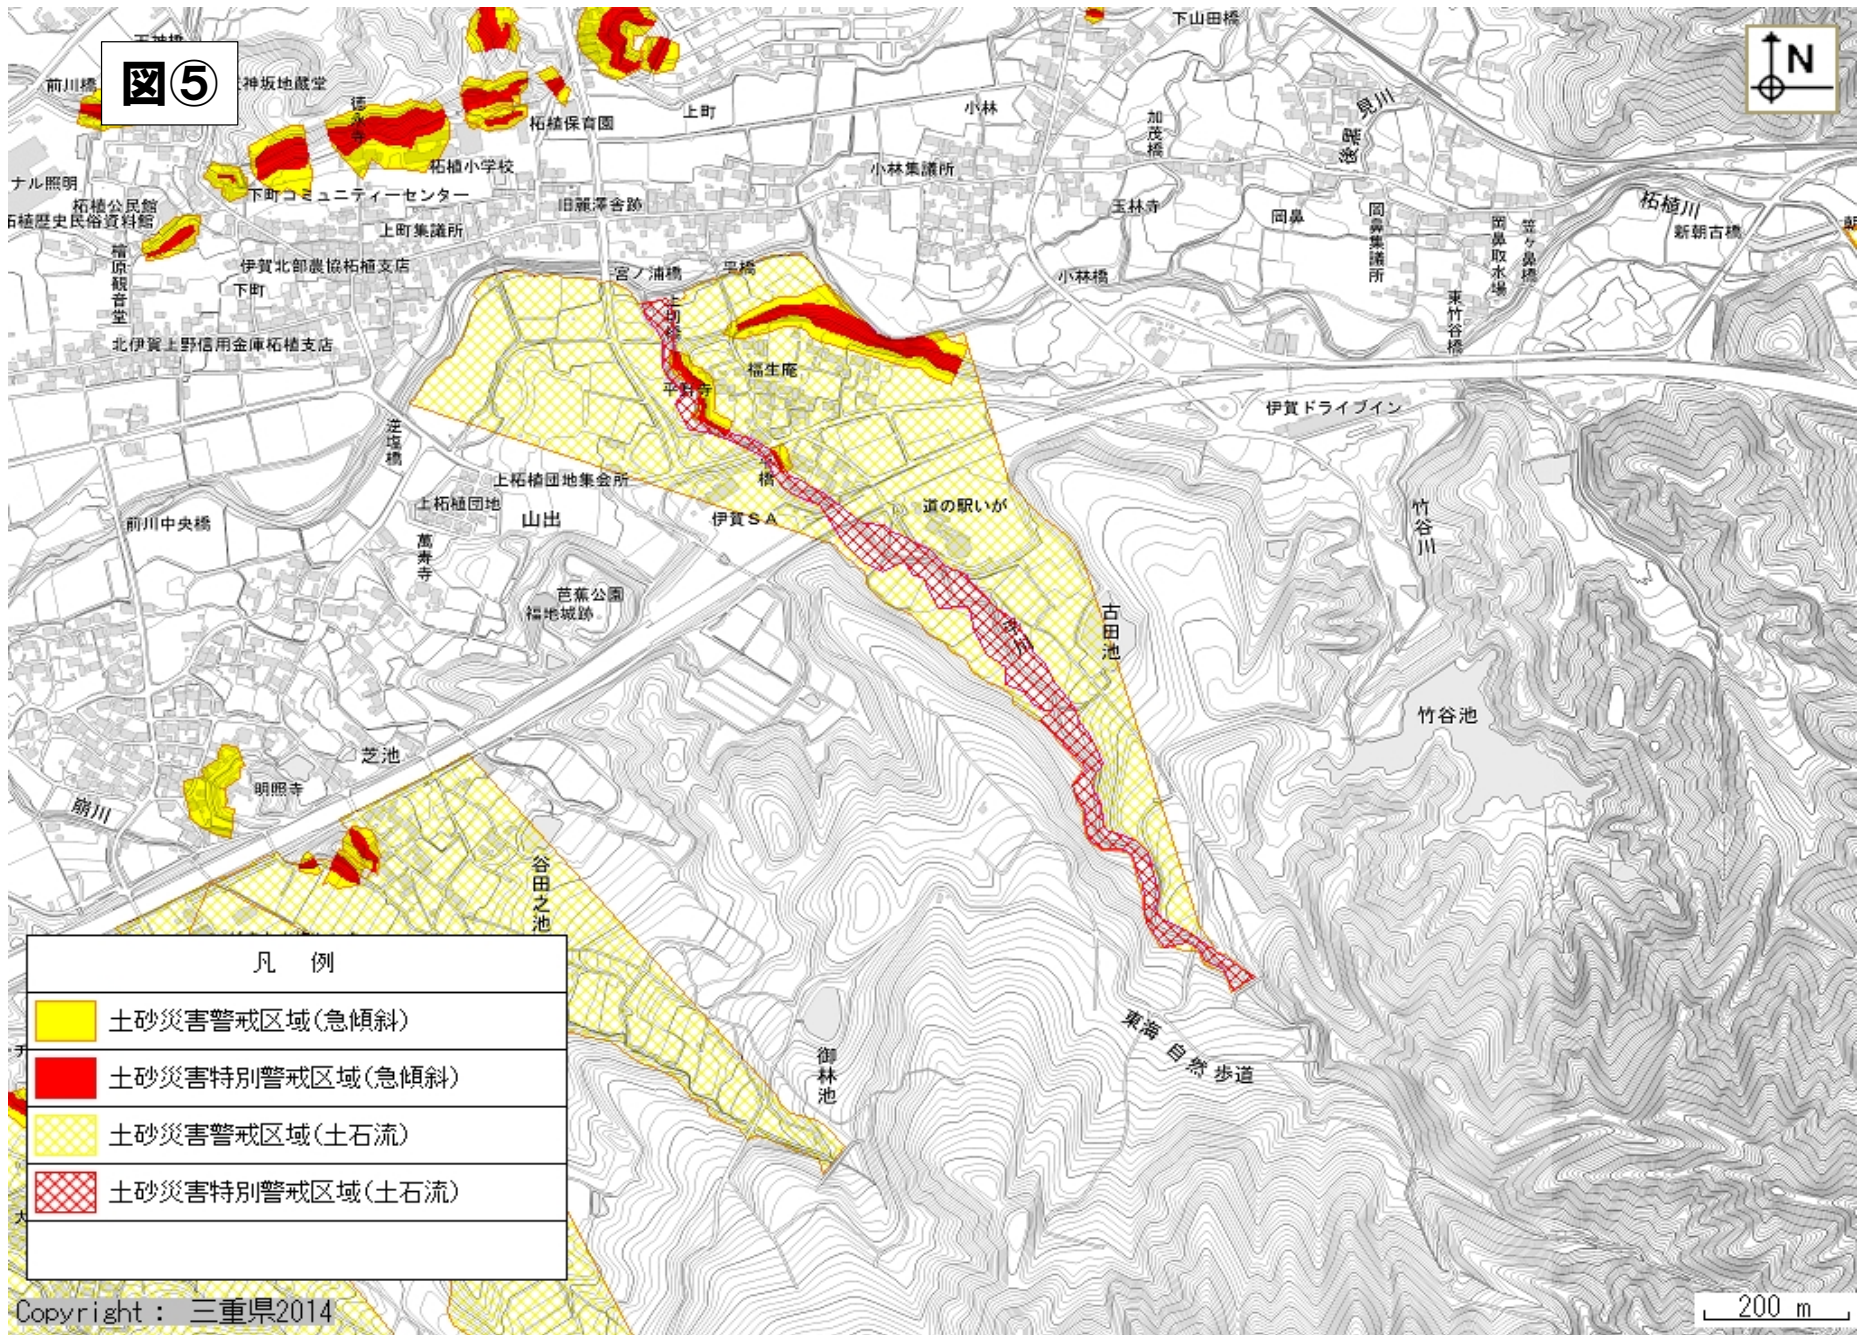 図⑤
N
下山田橋
前川橋
神坂地蔵堂
徳永寺
柘植保育園
上町
小林
加茂橋
見川
柘植小学校
小林集議所
ナル照明
下町コミュニティーセンター
柘植公民館
柘植歴史民俗資料館
旧麗澤舎跡
玉林寺
岡鼻
岡鼻集議所
岡鼻取水場
笠ヶ鼻橋
柘植川
新朝古橋
上町集議所
檜原観音堂
伊賀北部農協柘植支店
下町
宮ノ浦橋
平橋
小林橋
東竹谷橋
北伊賀上野信用金庫柘植支店
福生庵
伊賀ドライブイン
逆塩橋
上柘植団地集会所
上柘植団地
山出
伊賀SA
道の駅いが
前川中央橋
萬寿寺
竹谷川
芭蕉公園
福地城跡
古田池
竹谷池
芝池
明照寺
崩川
谷田之池
御林池
東海自然歩道
凡 例
土砂災害警戒区域(急傾斜)
土砂災害特別警戒区域(急傾斜)
土砂災害警戒区域(土石流)
土砂災害特別警戒区域(土石流)
Copyright : 三重県2014
200 m